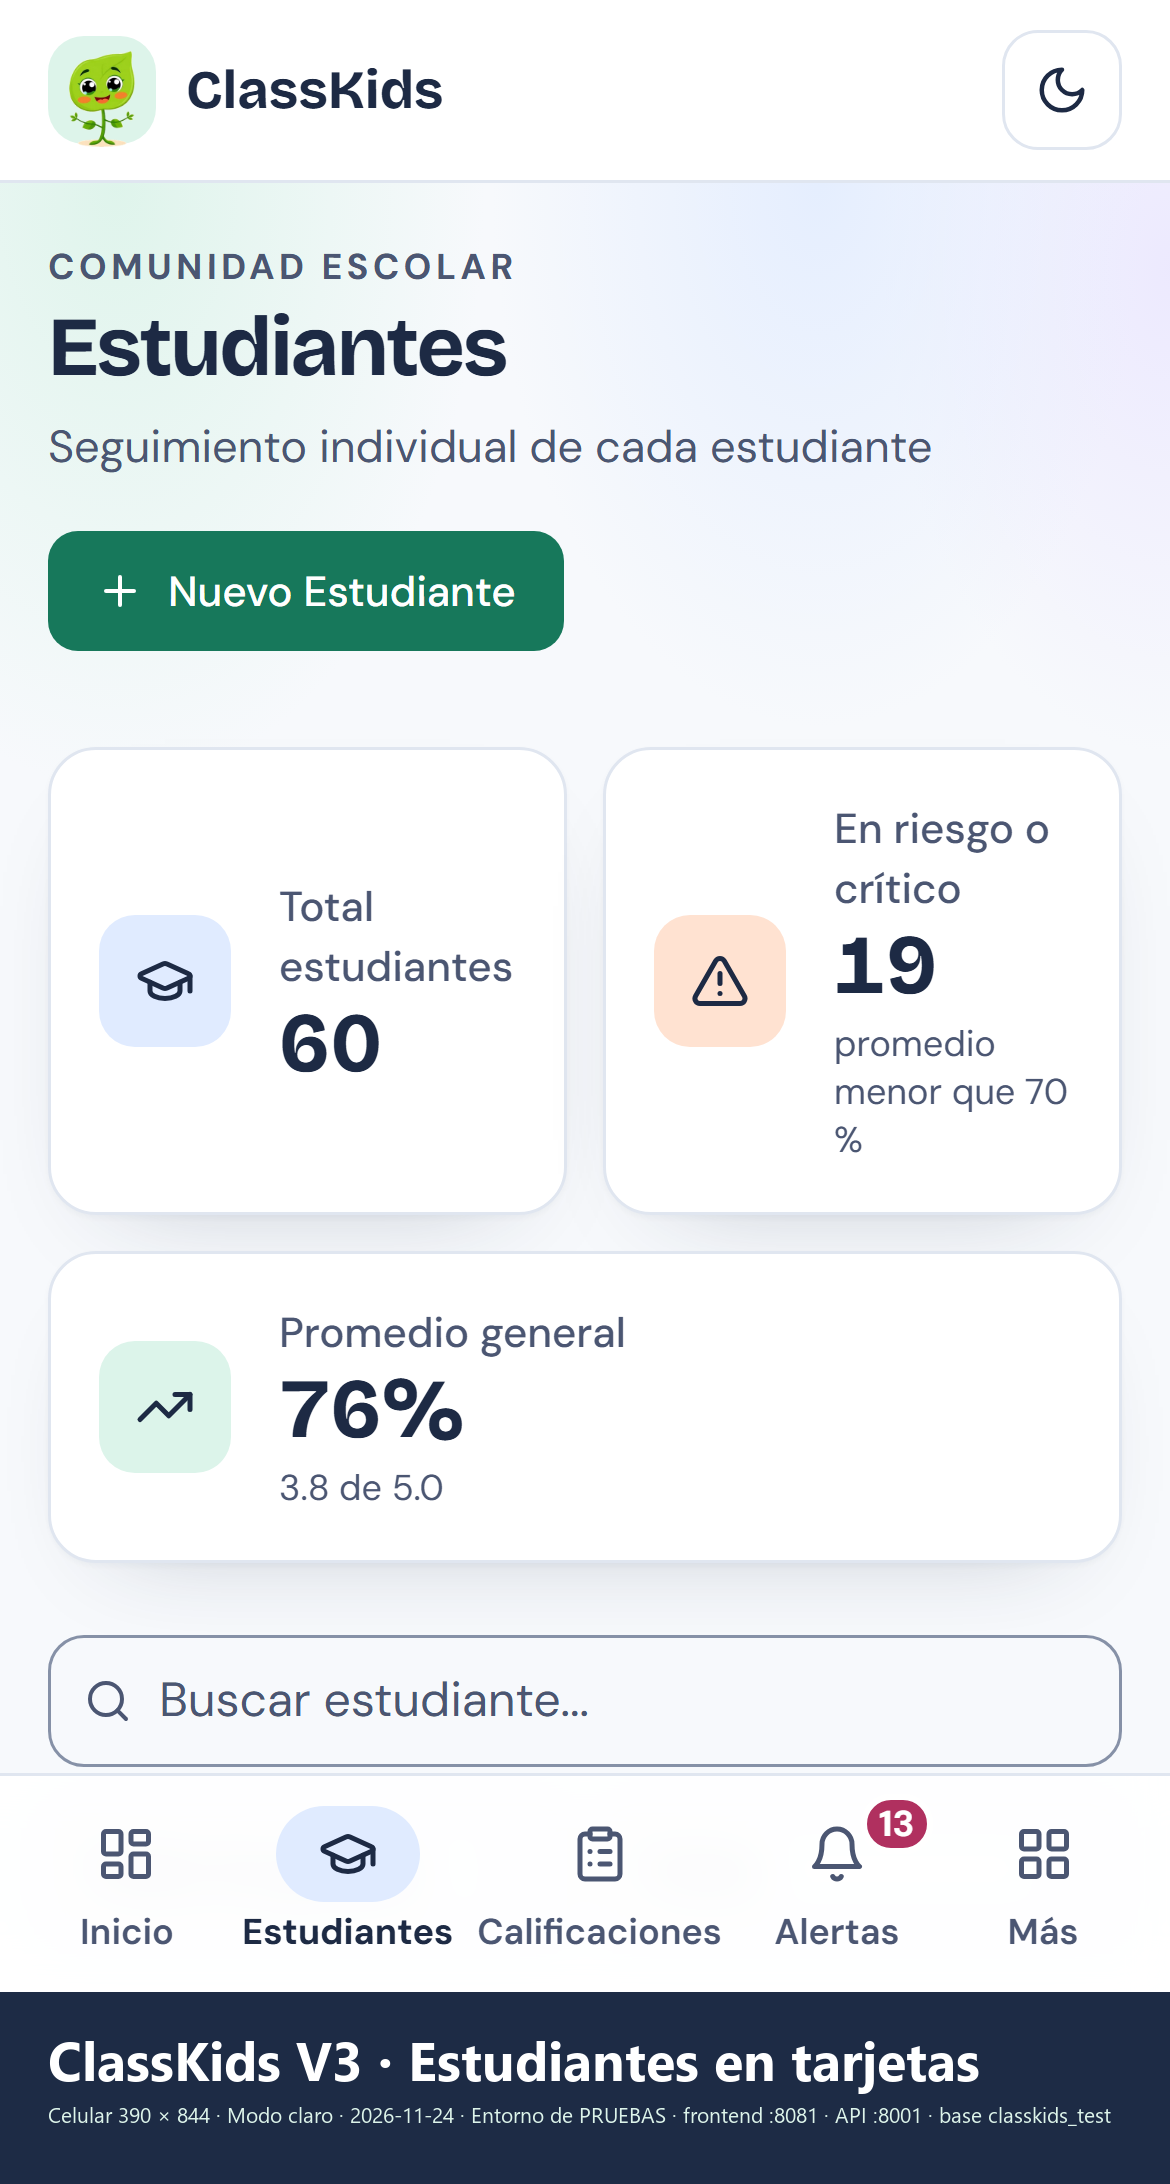 ClassKids
COMUNIDAD ESCOLAR
Estudiantes
Seguimiento individual de cada estudiante
+ Nuevo Estudiante
Total
estudiantes
60
En riesgo o
crítico
19
promedio
menor que 70
%
Promedio general
76%
3.8 de 5.0
Buscar estudiante...
13
Inicio Estudiantes Calificaciones Alertas Más
ClassKids V3 · Estudiantes en tarjetas
Celular 390 × 844 · Modo claro · 2026-11-24 · Entorno de PRUEBAS · frontend :8081 · API :8001 · base classkids_test